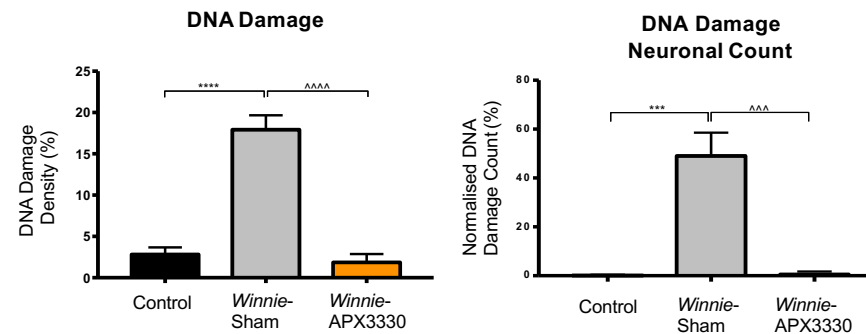 DNA Damage
DNA Damage
Density (%)
25
20
15
10
5
0
****
^^^^
Control
Winnie-
Sham
Winnie-
APX3330
DNA Damage
Neuronal Count
Normalised DNA
Damage Count (%)
80
60
40
20
0
***
^^^
Control
Winnie-
Sham
Winnie-
APX3330